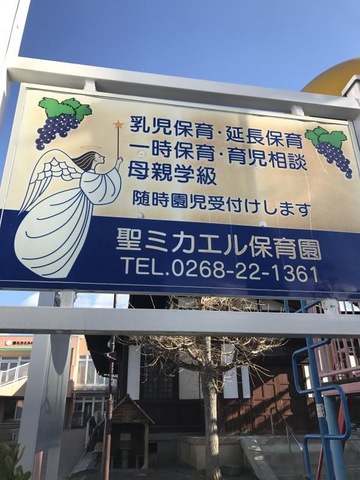 乳児保育・延長保育
一時保育・育児相談
母親学級
随時園児受付けします
聖ミカエル保育園
TEL.0268-22-1361